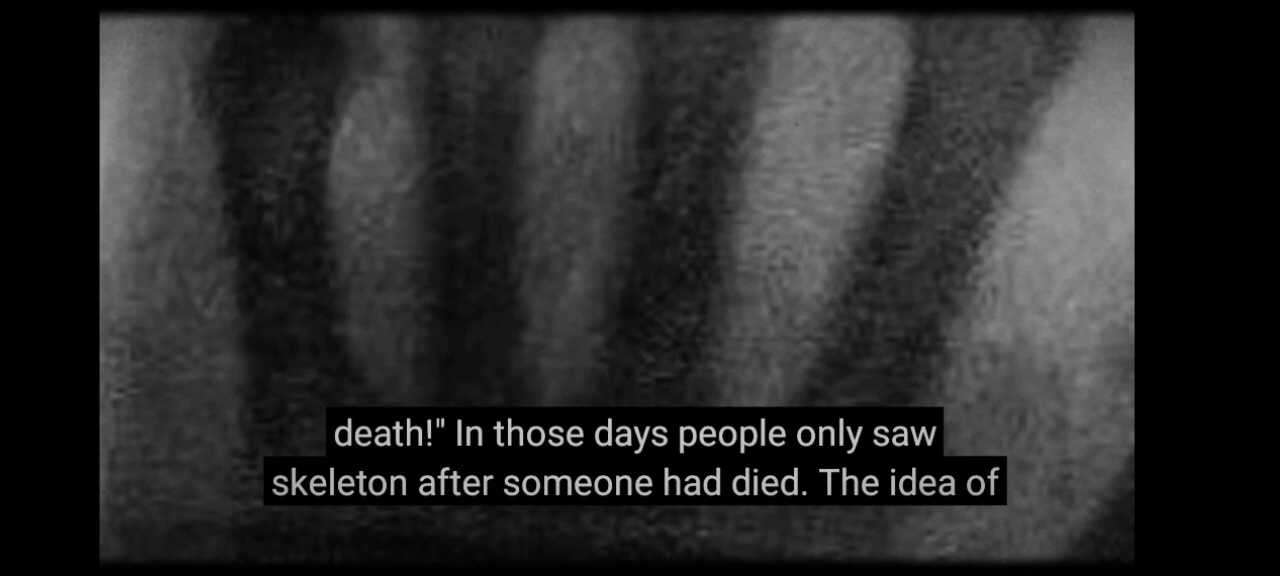 death!" In those days people only saw
skeleton after someone had died. The idea of